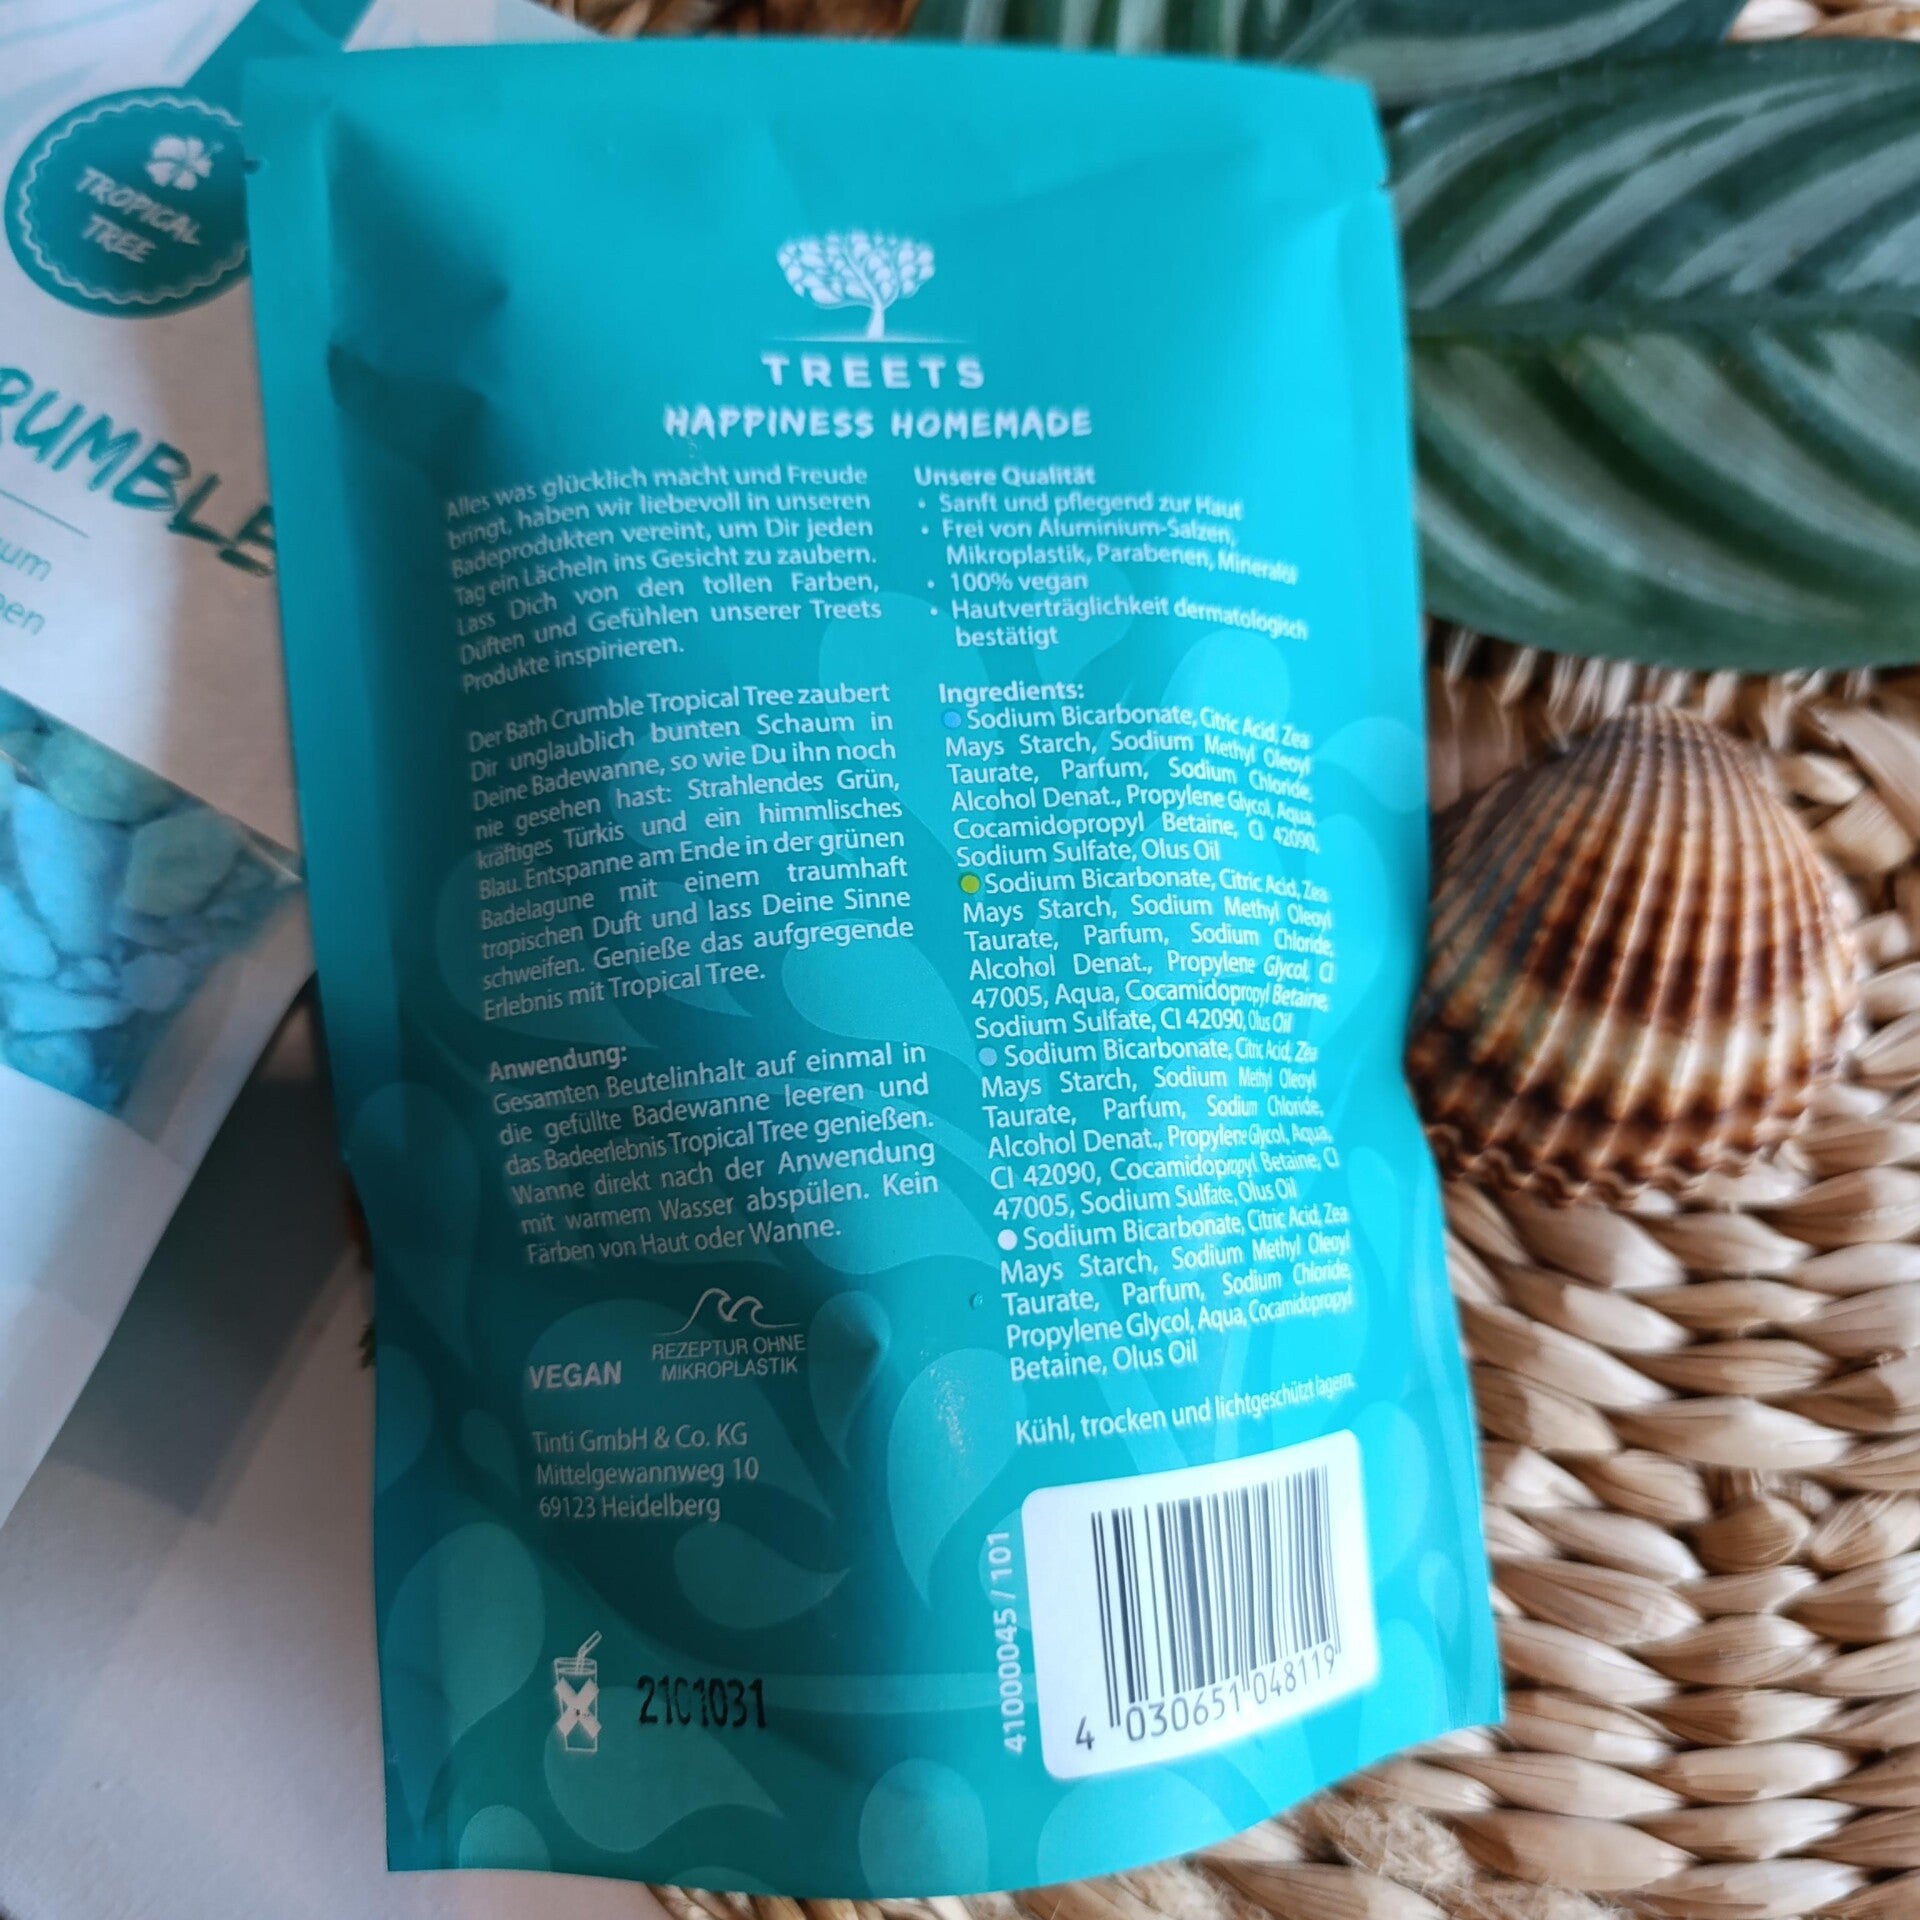 TROPICAL
TREE
RUMBLE
TREETS
HAPPINESS HOMEMADE
Alles was glücklich macht und Freude
bringt, haben wir liebevoll in unseren
Badeprodukten vereint, um Dir jeden
Tag ein Lächeln ins Gesicht zu zaubern.
Lass Dich von den tollen Farben,
Düften und Gefühlen unserer Treets
Produkte inspirieren.
Der Bath Crumble Tropical Tree zaubert
Dir unglaublich bunten Schaum in
Deine Badewanne, so wie Du ihn noch
nie gesehen hast: Strahlendes Grün,
kräftiges Türkis und ein himmlisches
Blau. Entspanne am Ende in der grünen
Badelagune mit einem traumhaft
tropischen Duft und lass Deine Sinne
schweifen. Genieße das aufgregende
Erlebnis mit Tropical Tree.
Anwendung:
Gesamten Beutelinhalt auf einmal in
die gefüllte Badewanne leeren und
das Badeerlebnis Tropical Tree genießen.
Wanne direkt nach der Anwendung
mit warmem Wasser abspülen. Kein
Färben von Haut oder Wanne.
VEGAN
REZEPTUR OHNE
MIKROPLASTIK
Tinti GmbH & Co. KG
Mittelgewannweg 10
69123 Heidelberg
21C1031
Unsere Qualität
• Sanft und pflegend zur Haut
• Frei von Aluminium-Salzen,
Mikroplastik, Parabenen, Mineralöl
• 100% vegan
• Hautverträglichkeit dermatologisch
bestätigt
Ingredients:
Sodium Bicarbonate, Citric Acid, Zea
Mays Starch, Sodium Methyl Oleoyl
Taurate, Parfum, Sodium Chloride,
Alcohol Denat., Propylene Glycol, Aqua,
Cocamidopropyl Betaine, CI 42090,
Sodium Sulfate, Olus Oil
Sodium Bicarbonate, Citric Acid, Zea
Mays Starch, Sodium Methyl Oleoyl
Taurate, Parfum, Sodium Chloride,
Alcohol Denat., Propylene Glycol, CI
47005, Aqua, Cocamidopropyl Betaine,
Sodium Sulfate, CI 42090, Olus Oil
Sodium Bicarbonate, Citric Acid, Zea
Mays Starch, Sodium Methyl Oleoyl
Taurate, Parfum, Sodium Chloride,
Alcohol Denat., Propylene Glycol, Aqua,
CI 42090, Cocamidopropyl Betaine, CI
47005, Sodium Sulfate, Olus Oil
Sodium Bicarbonate, Citric Acid, Zea
Mays Starch, Sodium Methyl Oleoyl
Taurate, Parfum, Sodium Chloride,
Propylene Glycol, Aqua, Cocamidopropyl
Betaine, Olus Oil
Kühl, trocken und lichtgeschützt lagern.
41000045 / 101
4 030651 048119